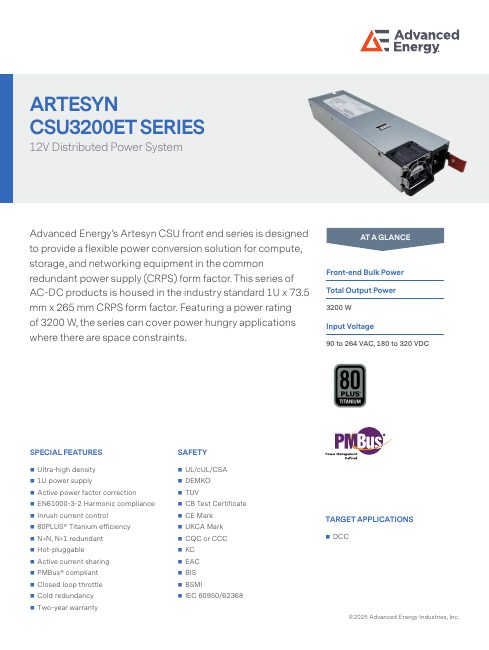 Advanced
Energy
ARTESYN
CSU3200ET SERIES
12V Distributed Power System
Advanced Energy's Artesyn CSU front end series is designed
to provide a flexible power conversion solution for compute,
storage, and networking equipment in the common
redundant power supply (CRPS) form factor. This series of
AC-DC products is housed in the industry standard 1U x 73.5
mm x 265 mm CRPS form factor. Featuring a power rating
of 3200 W, the series can cover power hungry applications
where there are space constraints.
AT A GLANCE
Front-end Bulk Power
Total Output Power
3200 W
Input Voltage
90 to 264 VAC, 180 to 320 VDC
80
PLUS
TITANIUM
PMBus
Power Management
SPECIAL FEATURES
■ Ultra-high density
■ 1U power supply
■ Active power factor correction
■ EN61000-3-2 Harmonic compliance
■ Inrush current control
■ 80PLUS® Titanium efficiency
■ N+N, N+1 redundant
■ Hot-pluggable
■ Active current sharing
■ PMBus® compliant
■ Closed loop throttle
■ Cold redundancy
■ Two-year warranty
SAFETY
■ UL/cUL/CSA
■ DEMKO
■ TUV
■ CB Test Certificate
■ CE Mark
■ UKCA Mark
■ CQC or CCC
■ KC
■ EAC
■ BIS
■ BSMI
■ IEC 60950/62368
TARGET APPLICATIONS
■ DCC
©2025 Advanced Energy Industries, Inc.